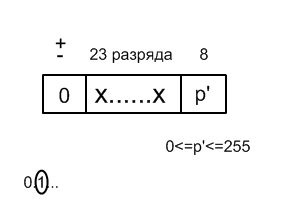 +
-
23 разряда 8
0 x......x p'
0<=p'<=255
0.1...